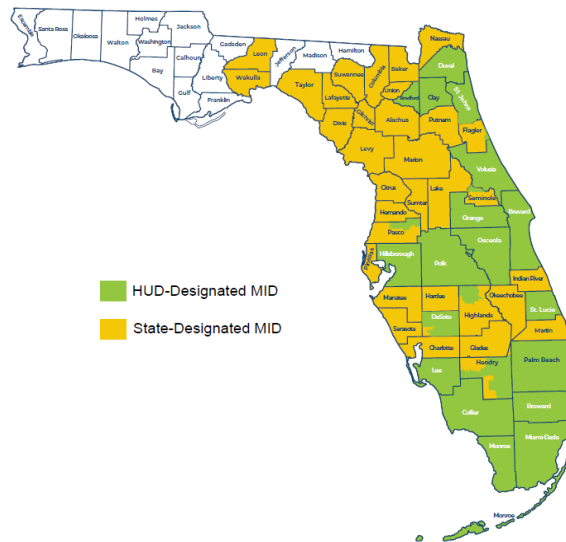 Holmes
Jackson
Escambia
Santa Rosa
Okaloosa
Walton
Washington
Bay
Calhoun
Gulf
Gadsden
Liberty
Franklin
Leon
Wakulla
Jefferson
Madison
Hamilton
Taylor
Suwannee
Lafayette
Dixie
Columbia
Gilchrist
Baker
Union
Bradford
Nassau
Duval
Clay
St. Johns
Alachua
Putnam
Flagler
Levy
Marion
Volusia
Citrus
Lake
Sumter
Seminole
Hernando
Orange
Brevard
Pasco
Osceola
Pinellas
Hillsborough
Polk
Indian River
HUD-Designated MID
State-Designated MID
Manatee
Hardee
Okeechobee
Highlands
St. Lucie
DeSoto
Sarasota
Martin
Charlotte
Glades
Lee
Hendry
Palm Beach
Collier
Broward
Monroe
Miami-Dade
Monroe